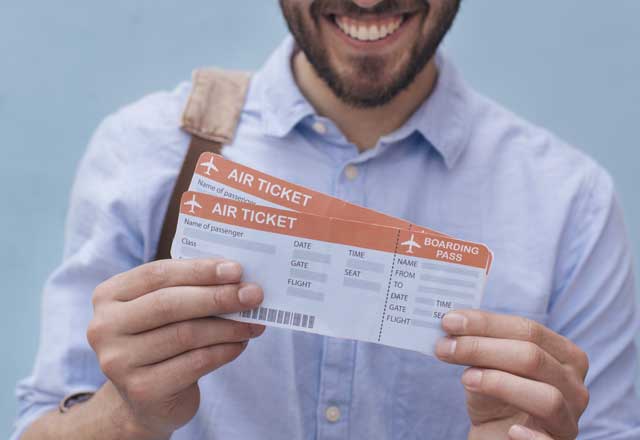 AIR TICKET
Name of passenger
AIR TICKET
Name of passenger
Class
DATE
TIME
GATE
SEAT
FLIGHT
BOARDING
PASS
NAME
FROM
TO
DATE
TIME
GATE
FLIGHT